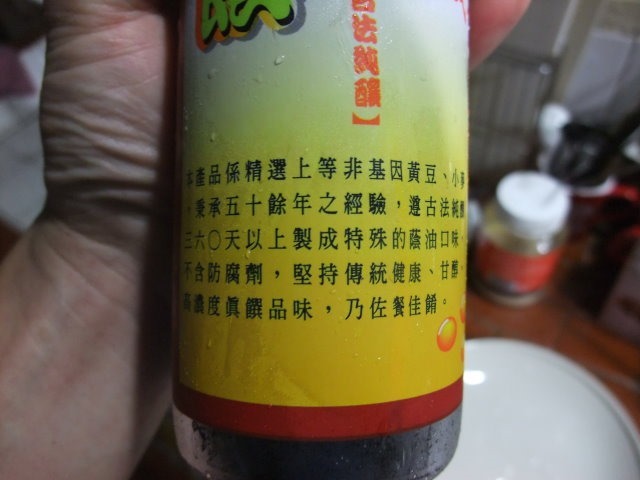 古法純釀】
本產品係精選上等非基因黃豆、小麥
，秉承五十餘年之經驗，遵古法純釀
三六〇天以上製成特殊的蔭油口味，
不含防腐劑，堅持傳統健康、甘醇、
高濃度眞饌品味，乃佐餐佳餚。